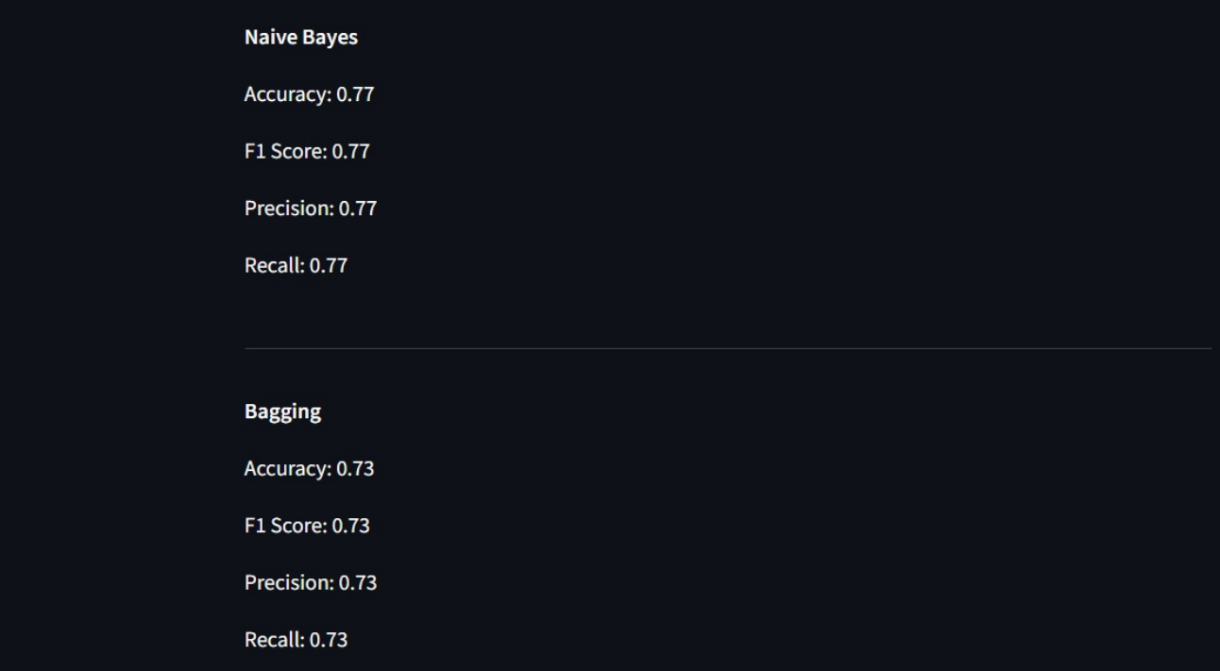 Naive Bayes
Accuracy: 0.77
F1 Score: 0.77
Precision: 0.77
Recall: 0.77
Bagging
Accuracy: 0.73
F1 Score: 0.73
Precision: 0.73
Recall: 0.73